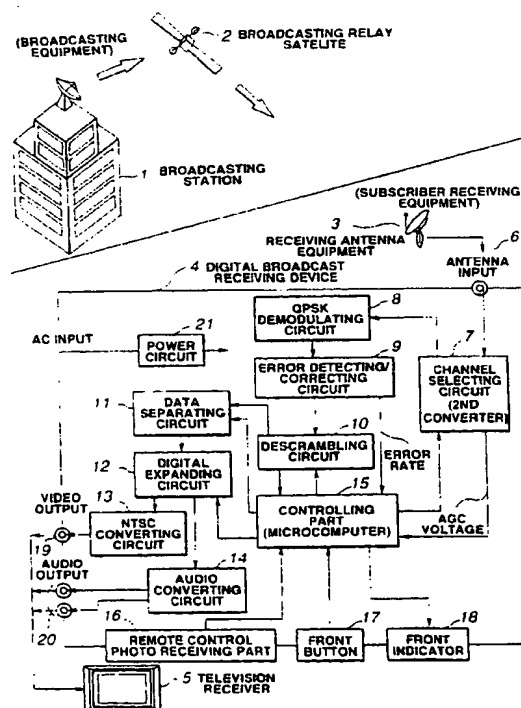 (BROADCASTING
EQUIPMENT)
2 BROADCASTING RELAY
SATELITE
1 BROADCASTING
STATION
(SUBSCRIBER RECEIVING
EQUIPMENT)
3
RECEIVING ANTENNA
EQUIPMENT
6
ANTENNA
INPUT
4 DIGITAL BROADCAST
RECEIVING DEVICE
8
QPSK
DEMODULATING
CIRCUIT
AC INPUT
21
POWER
CIRCUIT
9
ERROR DETECTING/
CORRECTING CIRCUIT
7
CHANNEL
SELECTING
CIRCUIT
(2ND
CONVERTER)
11
DATA
SEPARATING
CIRCUIT
10
DESCRAMBLING
CIRCUIT
ERROR
RATE
12
DIGITAL
EXPANDING
CIRCUIT
15
CONTROLLING
PART
(MICROCOMPUTER)
AGC
VOLTAGE
VIDEO
OUTPUT
13
NTSC
CONVERTING
CIRCUIT
19
AUDIO
OUTPUT
14
AUDIO
CONVERTING
CIRCUIT
20
16
REMOTE CONTROL
PHOTO RECEIVING PART
17
FRONT
BUTTON
18
FRONT
INDICATOR
5 TELEVISION
RECEIVER